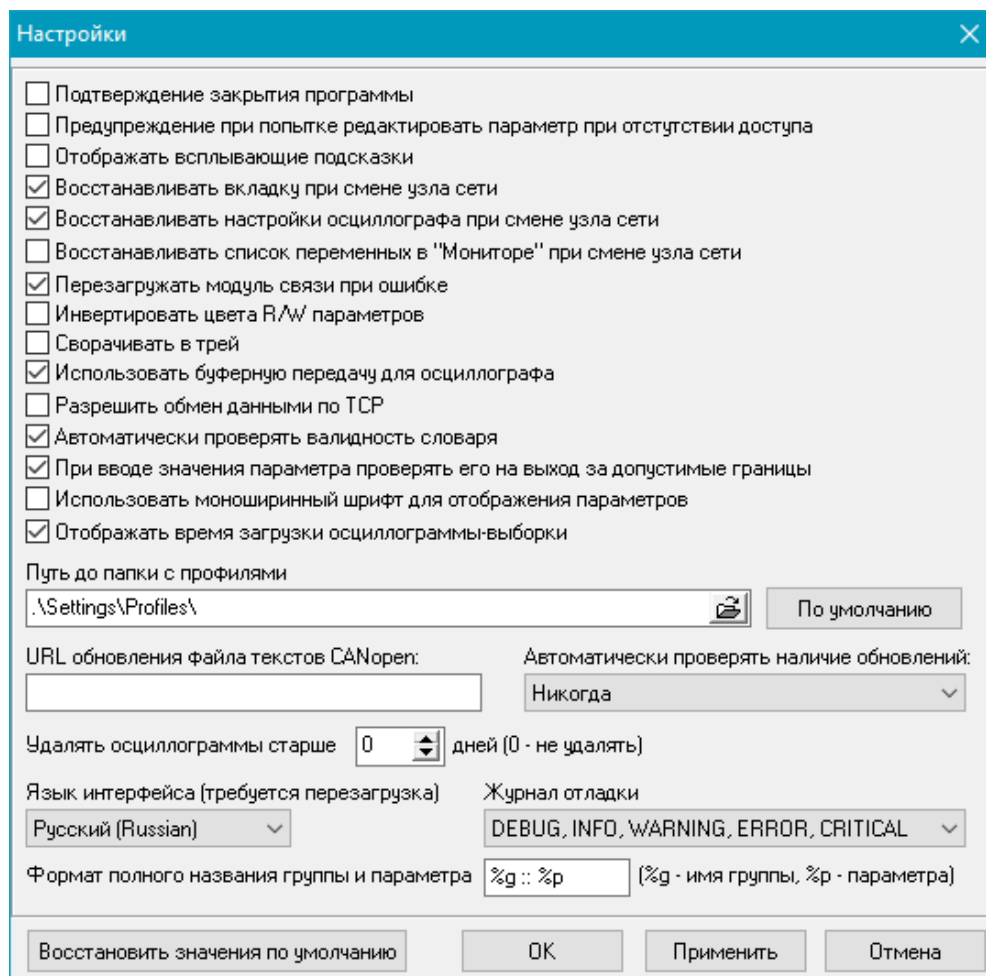 Настройки
Подтверждение закрытия программы
Предупреждение при попытке редактировать параметр при отстутствии доступа
Отображать всплывающие подсказки
Восстанавливать вкладку при смене узла сети
Восстанавливать настройки осциллографа при смене узла сети
Восстанавливать список переменных в "Мониторе" при смене узла сети
Перезагружать модуль связи при ошибке
Инвертировать цвета R/W параметров
Сворачивать в трей
Использовать буферную передачу для осциллографа
Разрешить обмен данными по TCP
Автоматически проверять валидность словаря
При вводе значения параметра проверять его на выход за допустимые границы
Использовать моноширинный шрифт для отображения параметров
Отображать время загрузки осциллограммы-выборки
Путь до папки с профилями
.\Settings\Profiles\ По умолчанию
URL обновления файла текстов CANopen: Автоматически проверять наличие обновлений:
Никогда
Удалять осциллограммы старше 0 дней (0 - не удалять)
Язык интерфейса (требуется перезагрузка) Журнал отладки
Русский (Russian) DEBUG, INFO, WARNING, ERROR, CRITICAL
Формат полного названия группы и параметра %g :: %p (%g - имя группы, %p - параметра)
Восстановить значения по умолчанию OK Применить Отмена